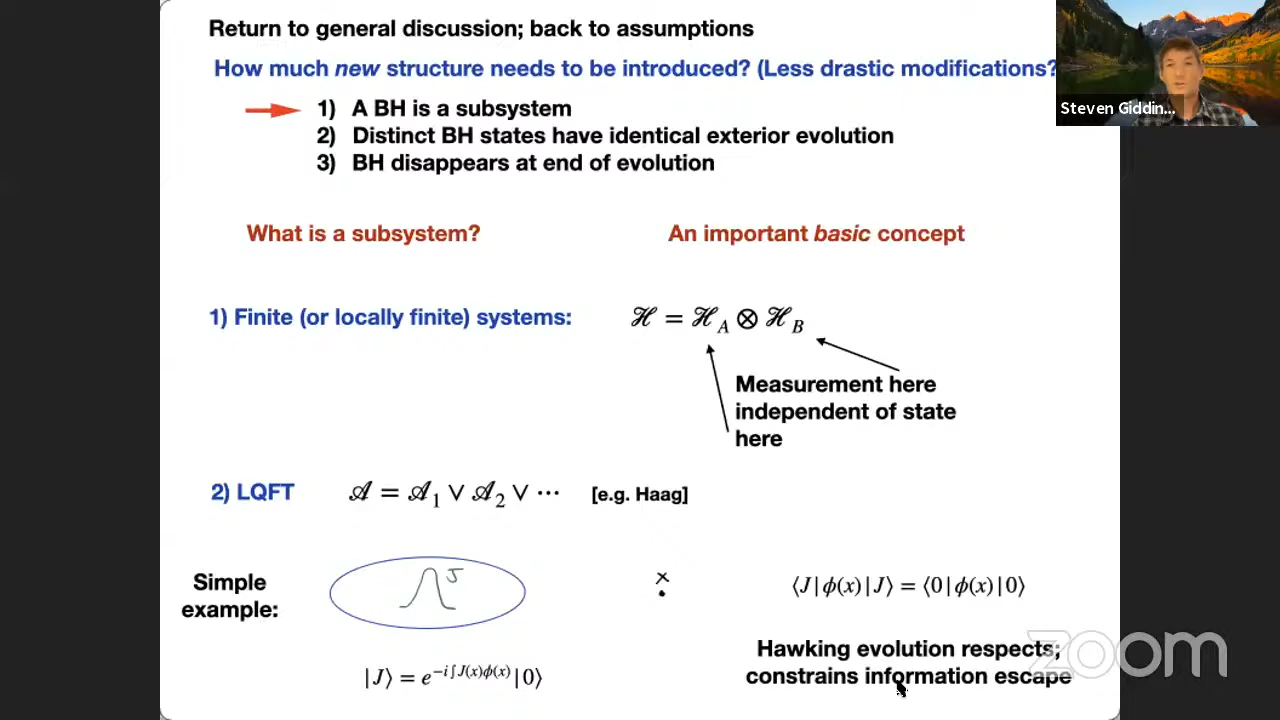 Return to general discussion; back to assumptions
How much new structure needs to be introduced? (Less drastic modifications?
Steven Giddin...
1) A BH is a subsystem
2) Distinct BH states have identical exterior evolution
3) BH disappears at end of evolution
What is a subsystem?
An important basic concept
1) Finite (or locally finite) systems: ℋ = ℋ_A ⊗ ℋ_B
Measurement here
independent of state
here
2) LQFT 𝒜 = 𝒜₁ ∨ 𝒜₂ ∨ ⋯ [e.g. Haag]
Simple
example:
J
x
⟨J|ϕ(x)|J⟩ = ⟨0|ϕ(x)|0⟩
|J⟩ = e^{-i∫J(x)ϕ(x)}|0⟩
Hawking evolution respects;
constrains information escape
zoom